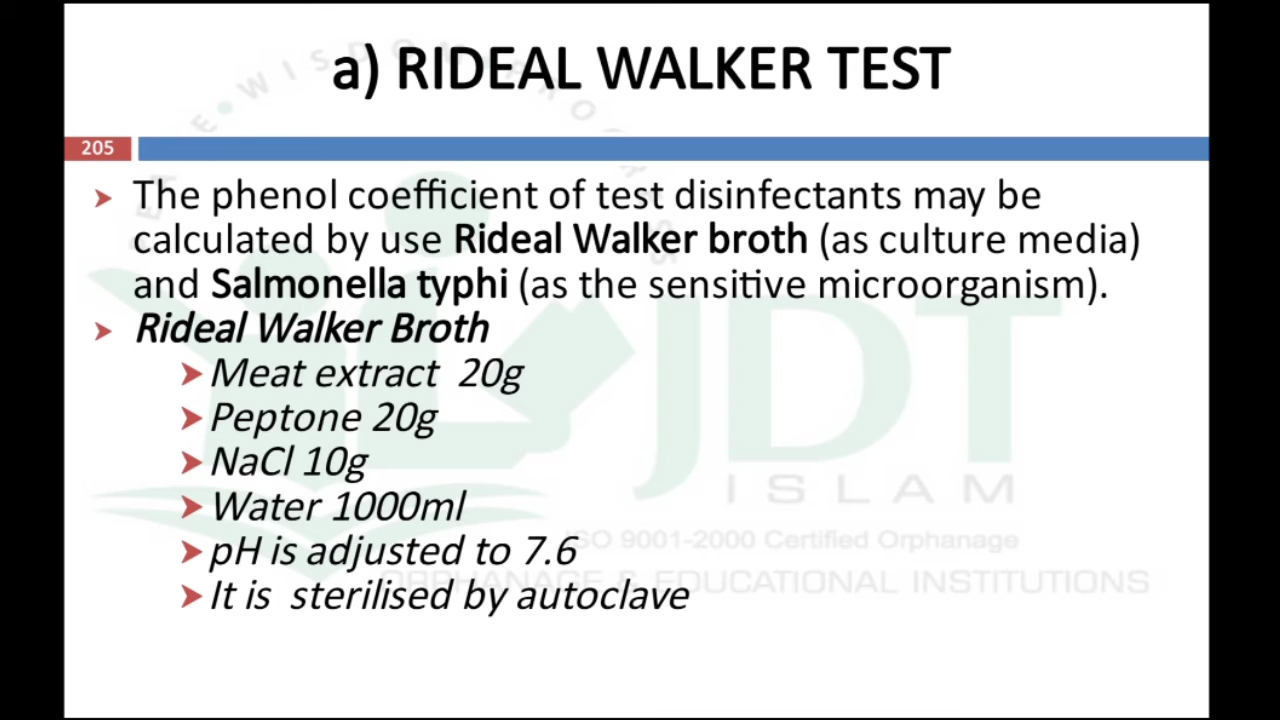 a) RIDEAL WALKER TEST
205
The phenol coefficient of test disinfectants may be
calculated by use Rideal Walker broth (as culture media)
and Salmonella typhi (as the sensitive microorganism).
Rideal Walker Broth
Meat extract 20g
Peptone 20g
NaCl 10g
Water 1000ml
pH is adjusted to 7.6
It is sterilised by autoclave
JDT
ISLAM
ISO 9001-2000 Certified Orphanage
ORPHANAGE & EDUCATIONAL INSTITUTIONS